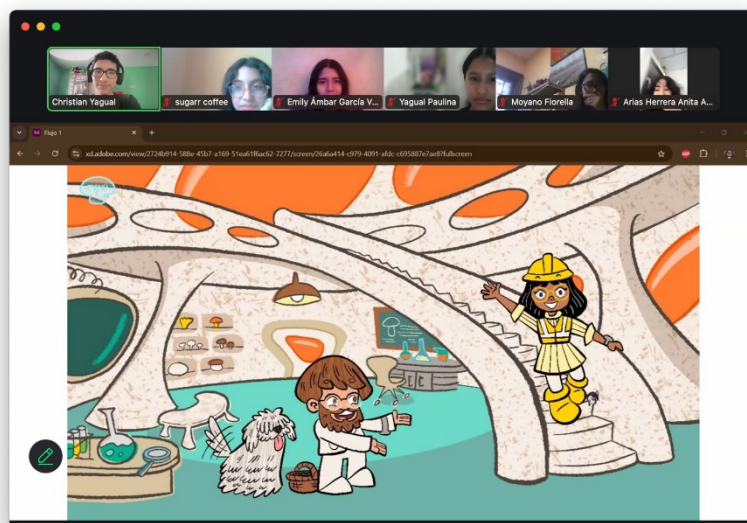 Christian Yagual
sugarr coffee
Emily Ámbar García V...
Yagual Paulina
Moyano Fiorella
Arias Herrera Anita A...
Flujo 1
xd.adobe.com/view/2724b914-588e-45b7-a169-51ea61f6ac62-7277/screen/26a6a414-c979-4091-afdc-c695887e7ae8?fullscreen